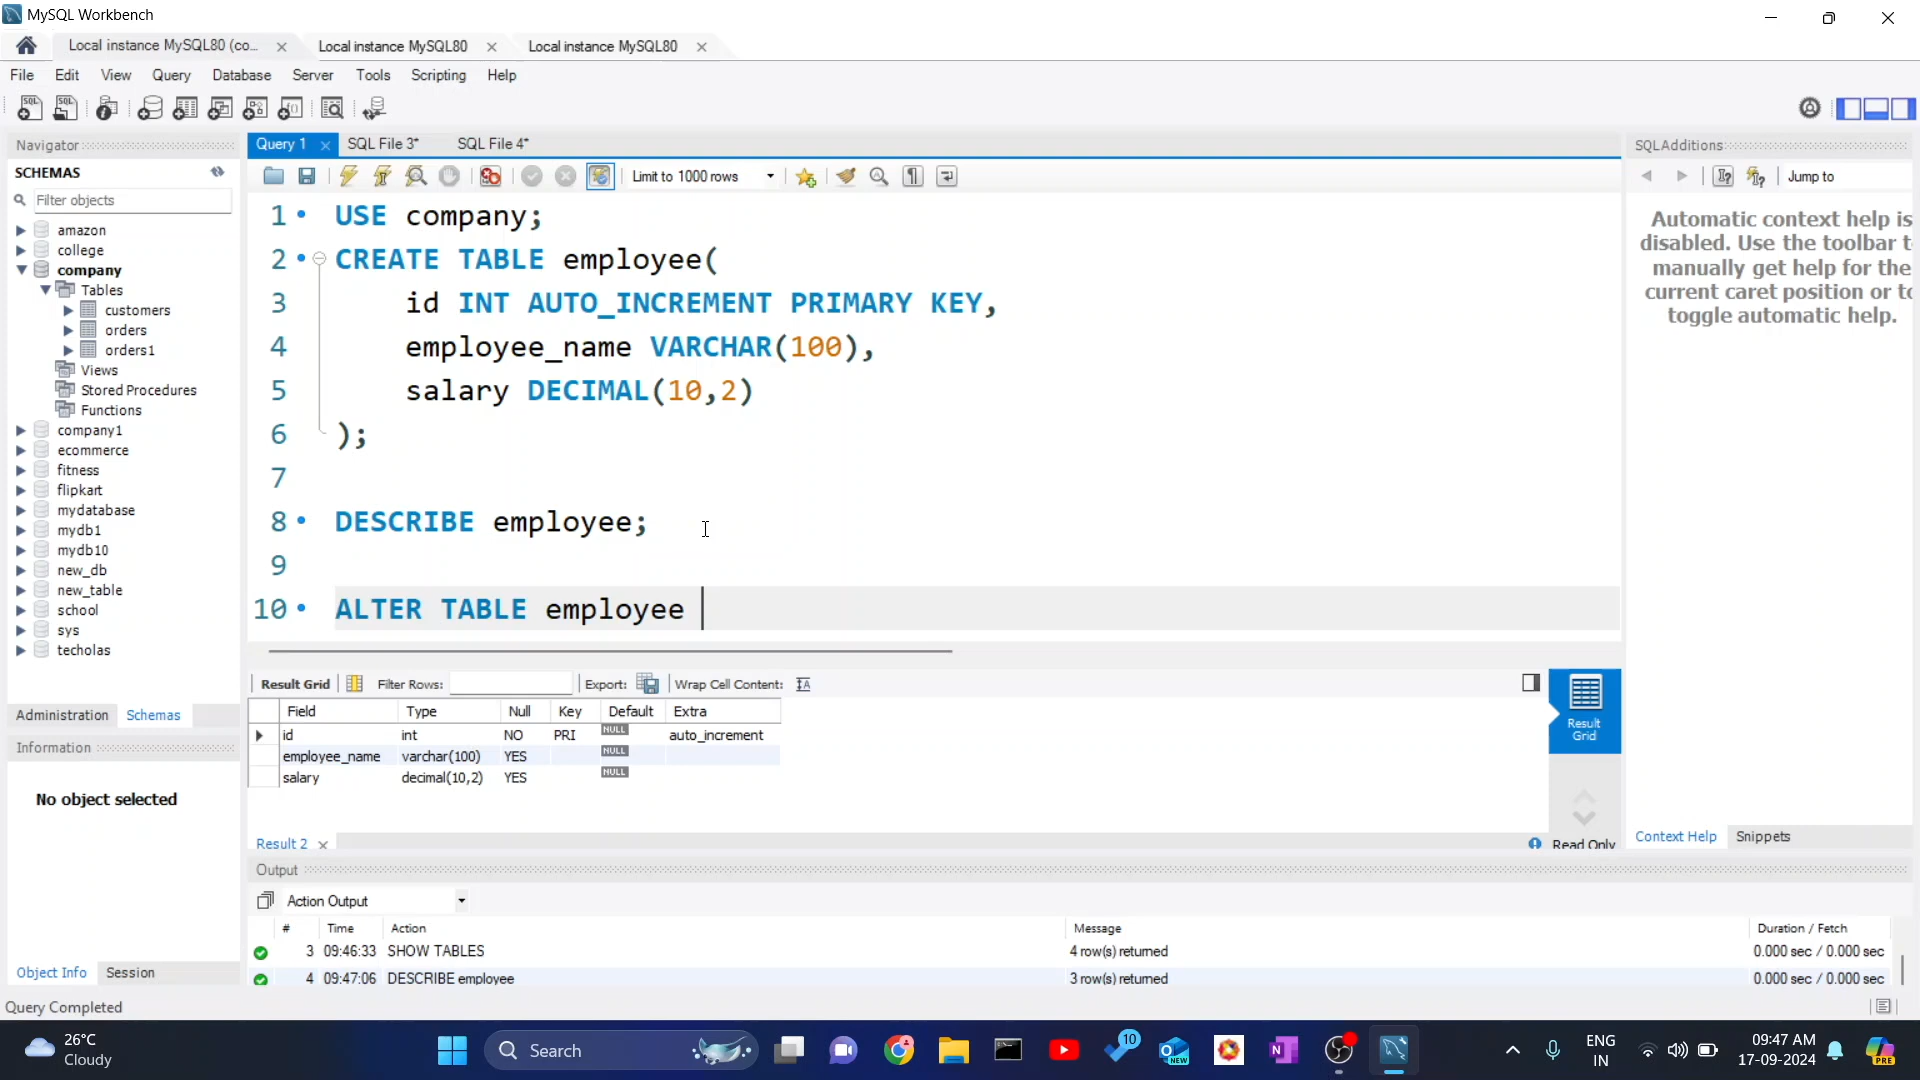 MySQL Workbench
Local instance MySQL80 (co...
Local instance MySQL80
Local instance MySQL80
File Edit View Query Database Server Tools Scripting Help
Navigator
SCHEMAS
Filter objects
amazon
college
company
Tables
customers
orders
orders1
Views
Stored Procedures
Functions
company1
ecommerce
fitness
flipkart
mydatabase
mydb1
mydb10
new_db
new_table
school
sys
techolas
Administration Schemas
Information
No object selected
Object Info Session
Query 1 SQL File 3* SQL File 4*
Limit to 1000 rows
1 USE company;
2 CREATE TABLE employee(
3 id INT AUTO_INCREMENT PRIMARY KEY,
4 employee_name VARCHAR(100),
5 salary DECIMAL(10,2)
6 );
7
8 DESCRIBE employee;
9
10 ALTER TABLE employee
Result Grid Filter Rows: Export: Wrap Cell Content:
Field Type Null Key Default Extra
id int NO PRI NULL auto_increment
employee_name varchar(100) YES NULL
salary decimal(10,2) YES NULL
Result Grid
Result 2
Read Only
SQLAdditions
Jump to
Automatic context help is
disabled. Use the toolbar t
manually get help for the
current caret position or to
toggle automatic help.
Context Help Snippets
Output
Action Output
# Time Action Message Duration / Fetch
3 09:46:33 SHOW TABLES 4 row(s) returned 0.000 sec / 0.000 sec
4 09:47:06 DESCRIBE employee 3 row(s) returned 0.000 sec / 0.000 sec
Query Completed
26°C
Cloudy
Search
10
NEW
ENG
IN
09:47 AM
17-09-2024
PRE